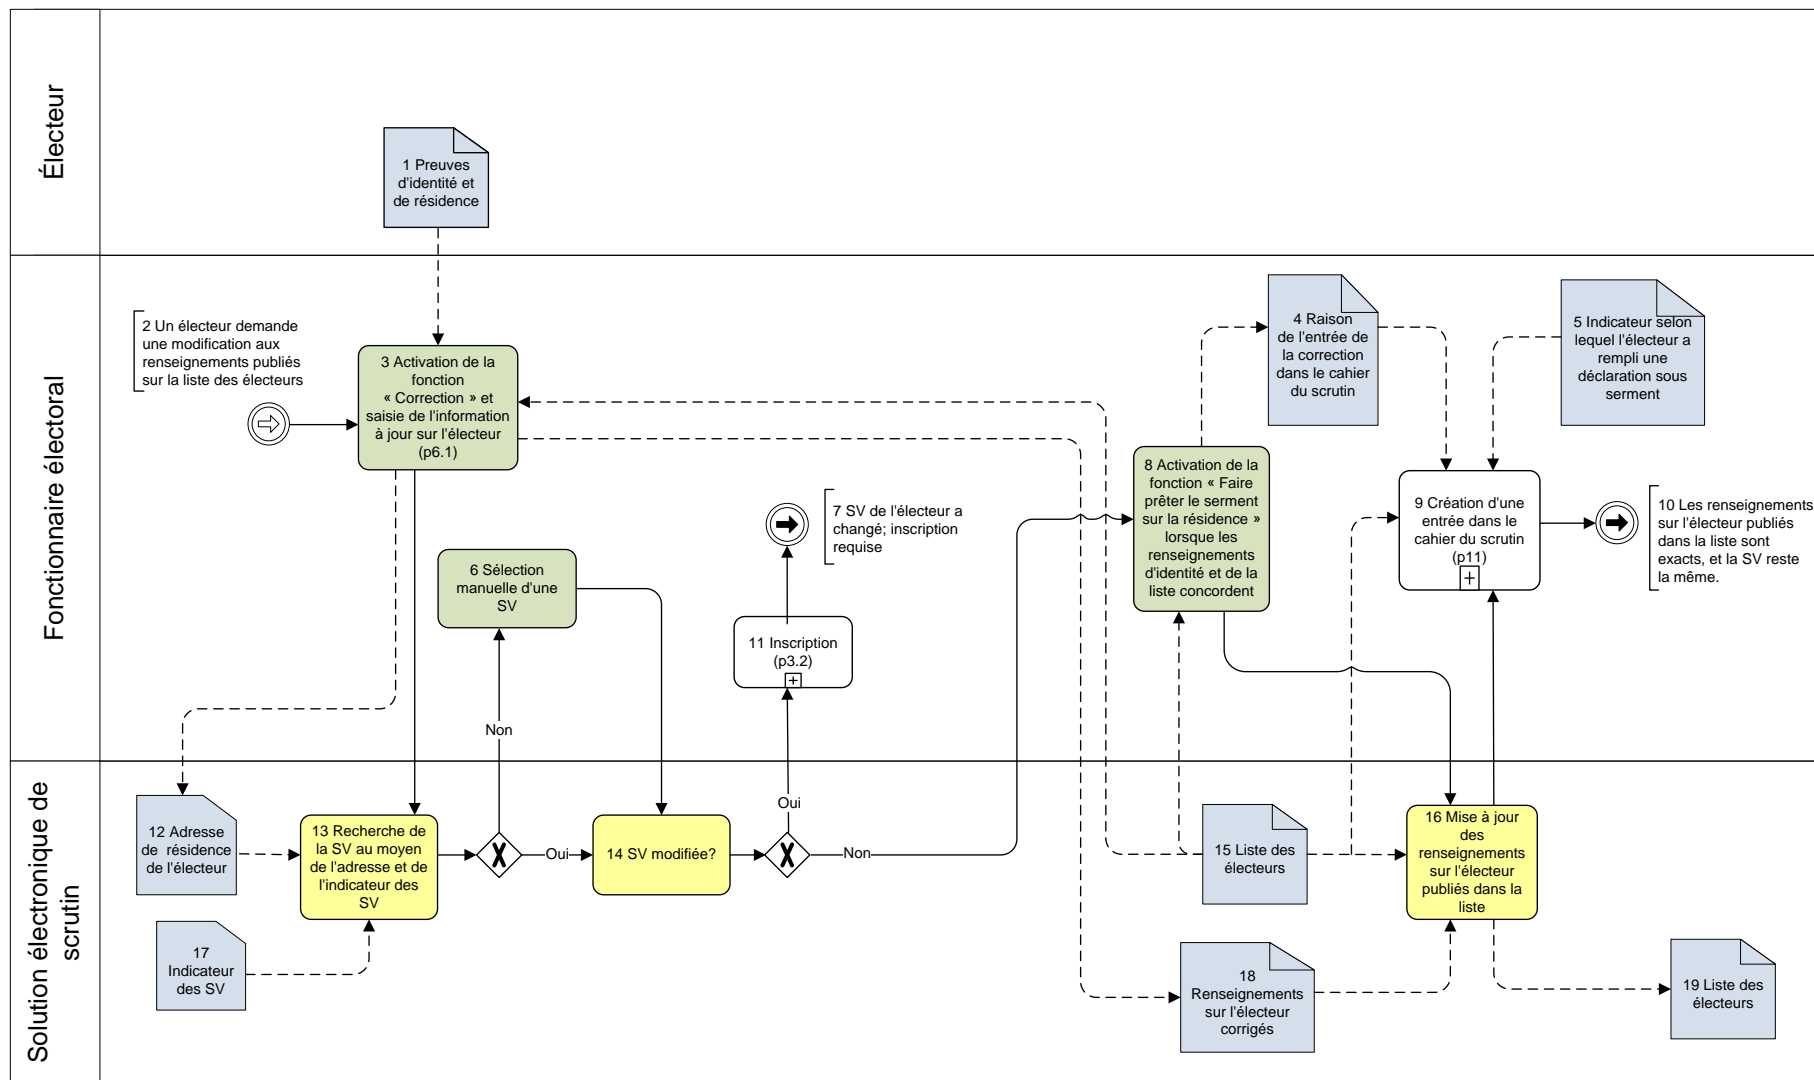 Électeur
1 Preuves
d'identité et
de résidence
Fonctionnaire électoral
2 Un électeur demande
une modification aux
renseignements publiés
sur la liste des électeurs
3 Activation de la
fonction
« Correction » et
saisie de l'information
à jour sur l'électeur
(p6.1)
4 Raison
de l'entrée de
la correction
dans le cahier
du scrutin
5 Indicateur selon
lequel l'électeur a
rempli une
déclaration sous
serment
6 Sélection
manuelle d'une
SV
7 SV de l'électeur a
changé; inscription
requise
8 Activation de la
fonction « Faire
prêter le serment
sur la résidence »
lorsque les
renseignements
d'identité et de la
liste concordent
9 Création d'une
entrée dans le
cahier du scrutin
(p11)
10 Les renseignements
sur l'électeur publiés
dans la liste sont
exacts, et la SV reste
la même.
11 Inscription
(p3.2)
Non
Oui
Solution électronique de
scrutin
12 Adresse
de résidence
de l'électeur
13 Recherche de
la SV au moyen
de l'adresse et de
l'indicateur des
SV
Oui
14 SV modifiée?
Non
15 Liste des
électeurs
16 Mise à jour
des
renseignements
sur l'électeur
publiés dans la
liste
17
Indicateur
des SV
18
Renseignements
sur l'électeur
corrigés
19 Liste des
électeurs